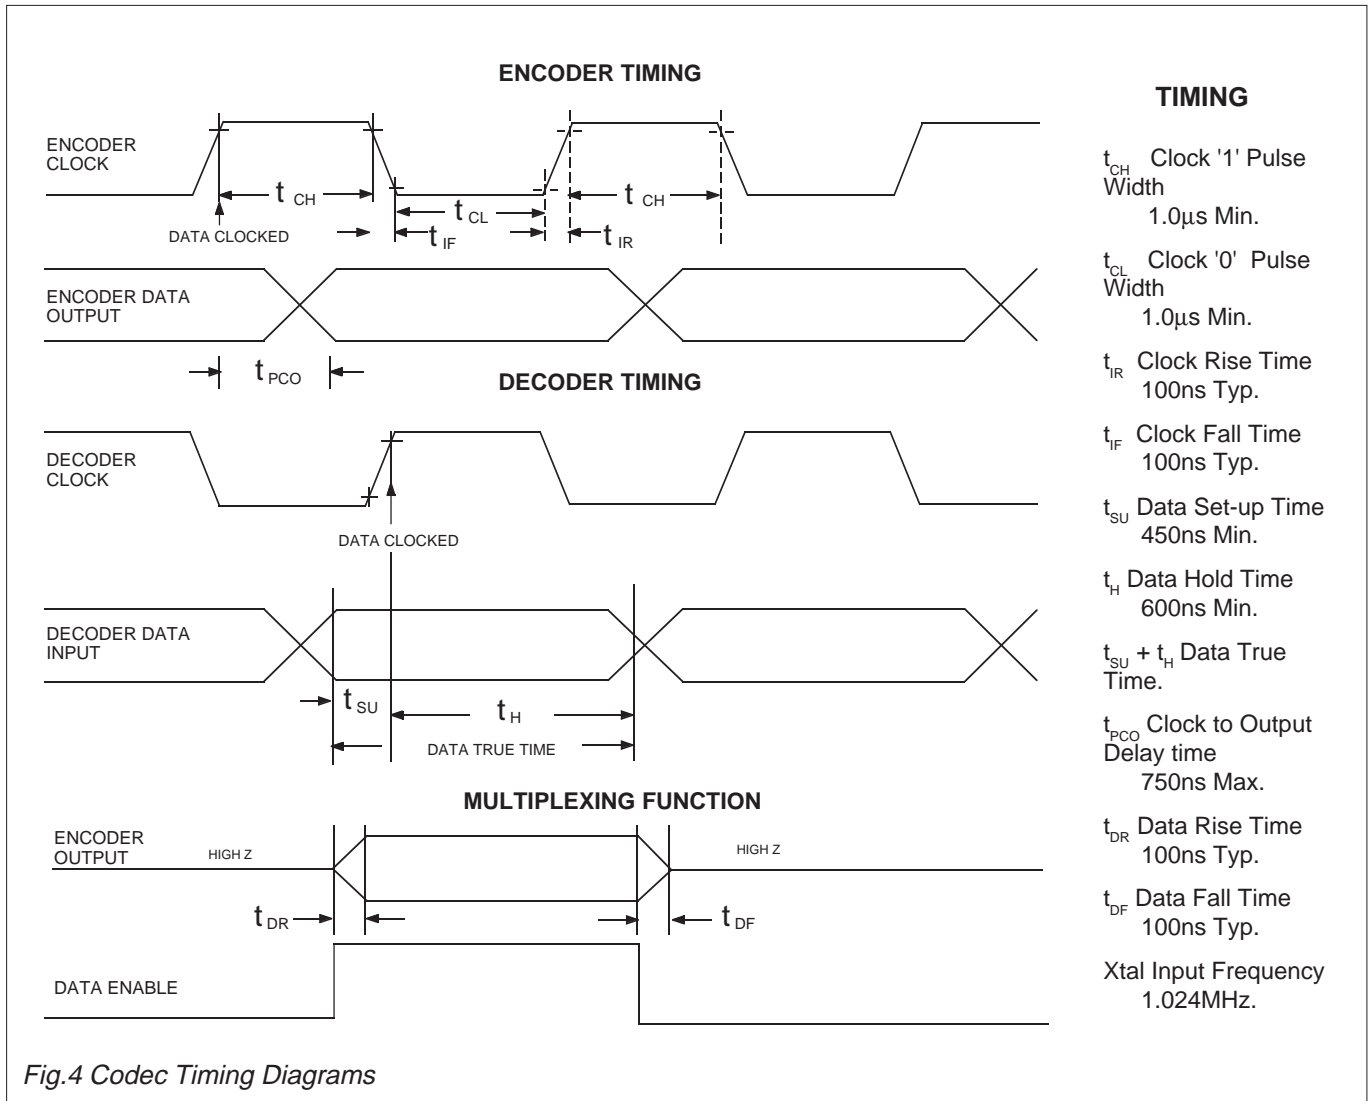 ENCODER TIMING
ENCODER
CLOCK
t CH
t CL
t CH
DATA CLOCKED
t IF
t IR
ENCODER DATA
OUTPUT
t PCO
DECODER TIMING
DECODER
CLOCK
DATA CLOCKED
DECODER DATA
INPUT
t SU
t H
DATA TRUE TIME
MULTIPLEXING FUNCTION
ENCODER
OUTPUT
HIGH Z
HIGH Z
t DR
t DF
DATA ENABLE
TIMING
tCH Clock '1' Pulse
Width
1.0µs Min.
tCL Clock '0' Pulse
Width
1.0µs Min.
tIR Clock Rise Time
100ns Typ.
tIF Clock Fall Time
100ns Typ.
tSU Data Set-up Time
450ns Min.
tH Data Hold Time
600ns Min.
tSU + tH Data True
Time.
tPCO Clock to Output
Delay time
750ns Max.
tDR Data Rise Time
100ns Typ.
tDF Data Fall Time
100ns Typ.
Xtal Input Frequency
1.024MHz.
Fig.4 Codec Timing Diagrams